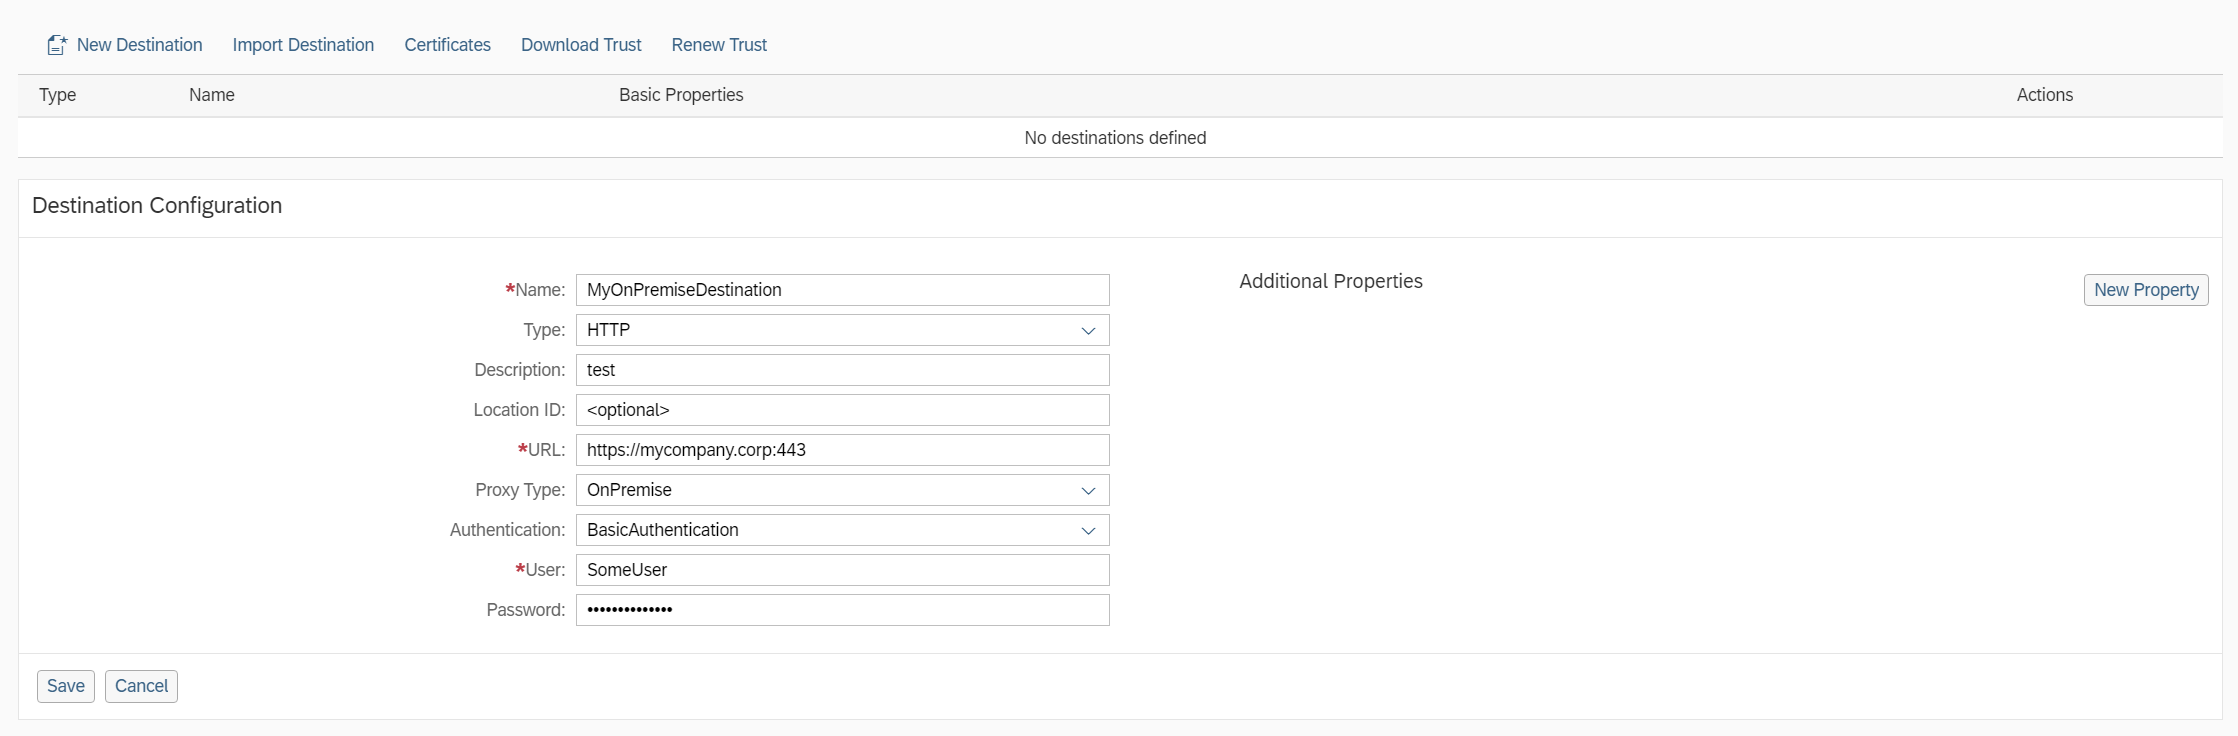 New Destination Import Destination Certificates Download Trust Renew Trust
Type Name Basic Properties Actions
No destinations defined
Destination Configuration
*Name: MyOnPremiseDestination
Type: HTTP
Description: test
Location ID: <optional>
*URL: https://mycompany.corp:443
Proxy Type: OnPremise
Authentication: BasicAuthentication
*User: SomeUser
Password: ••••••••••••••
Additional Properties New Property
Save Cancel